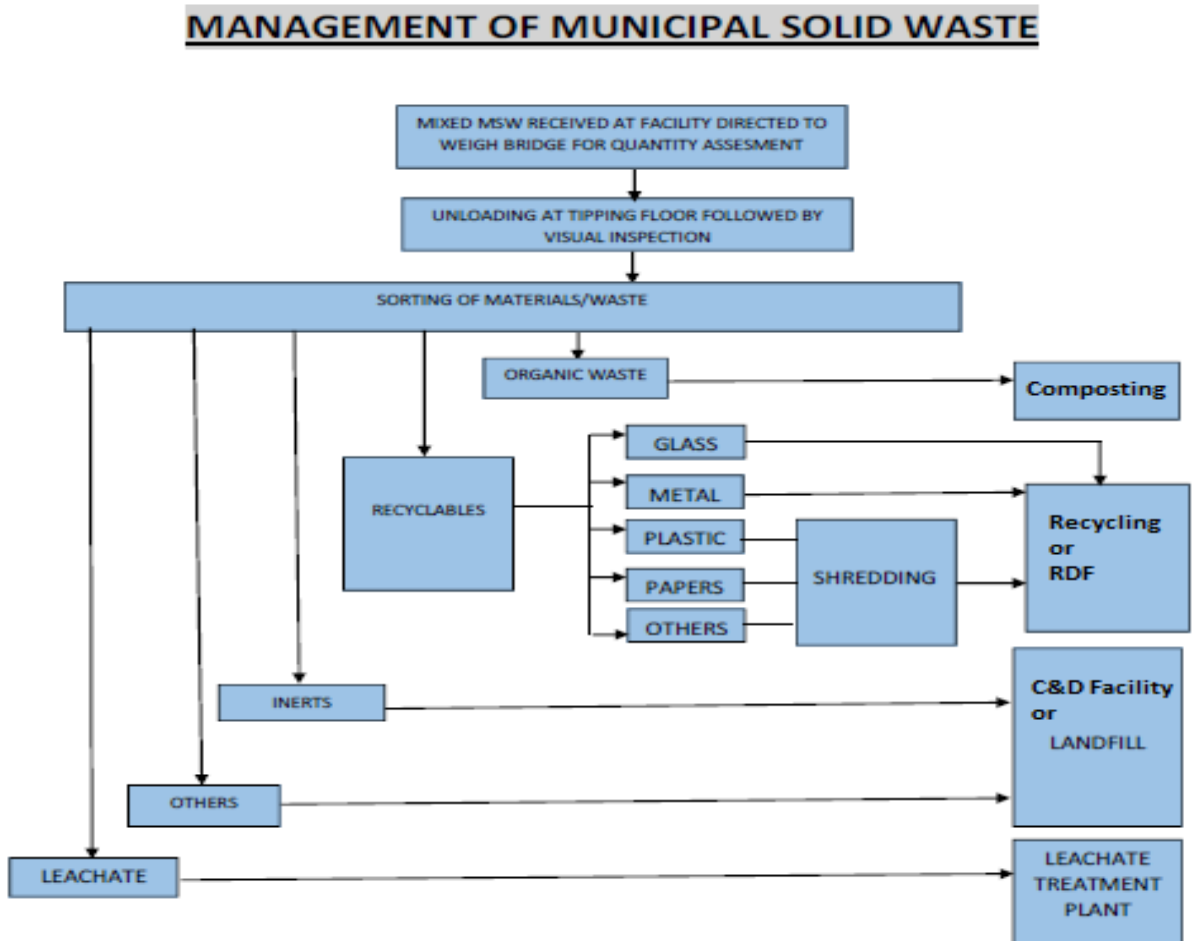 MANAGEMENT OF MUNICIPAL SOLID WASTE
MIXED MSW RECEIVED AT FACILITY DIRECTED TO
WEIGH BRIDGE FOR QUANTITY ASSESMENT
UNLOADING AT TIPPING FLOOR FOLLOWED BY
VISUAL INSPECTION
SORTING OF MATERIALS/WASTE
ORGANIC WASTE
Composting
RECYCLABLES
GLASS
METAL
PLASTIC
PAPERS
OTHERS
SHREDDING
Recycling
or
RDF
INERTS
C&D Facility
or
LANDFILL
OTHERS
LEACHATE
LEACHATE
TREATMENT
PLANT